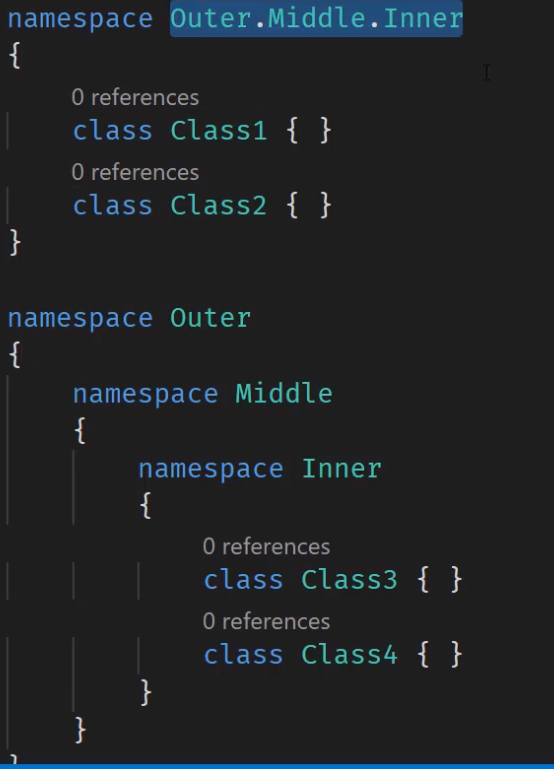 namespace Outer.Middle.Inner
{
0 references
class Class1 { }
0 references
class Class2 { }
}
namespace Outer
{
namespace Middle
{
namespace Inner
{
0 references
class Class3 { }
0 references
class Class4 { }
}
}
}